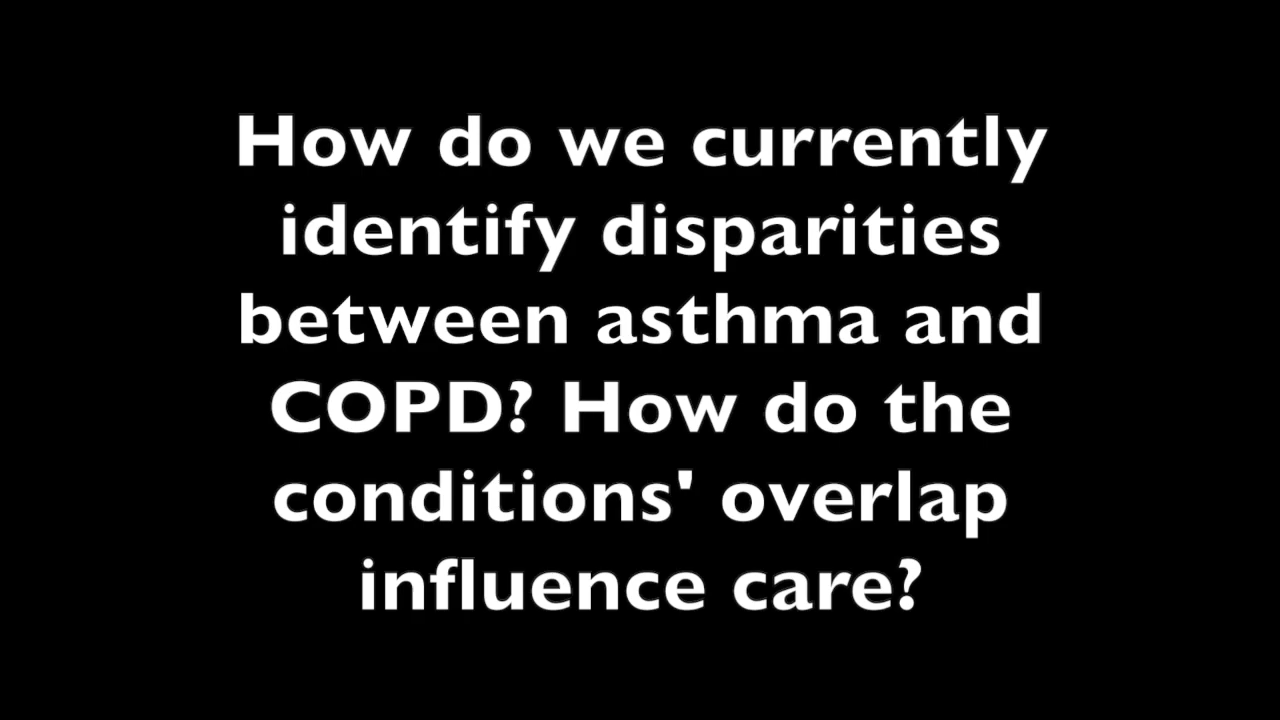 How do we currently
identify disparities
between asthma and
COPD? How do the
conditions' overlap
influence care?